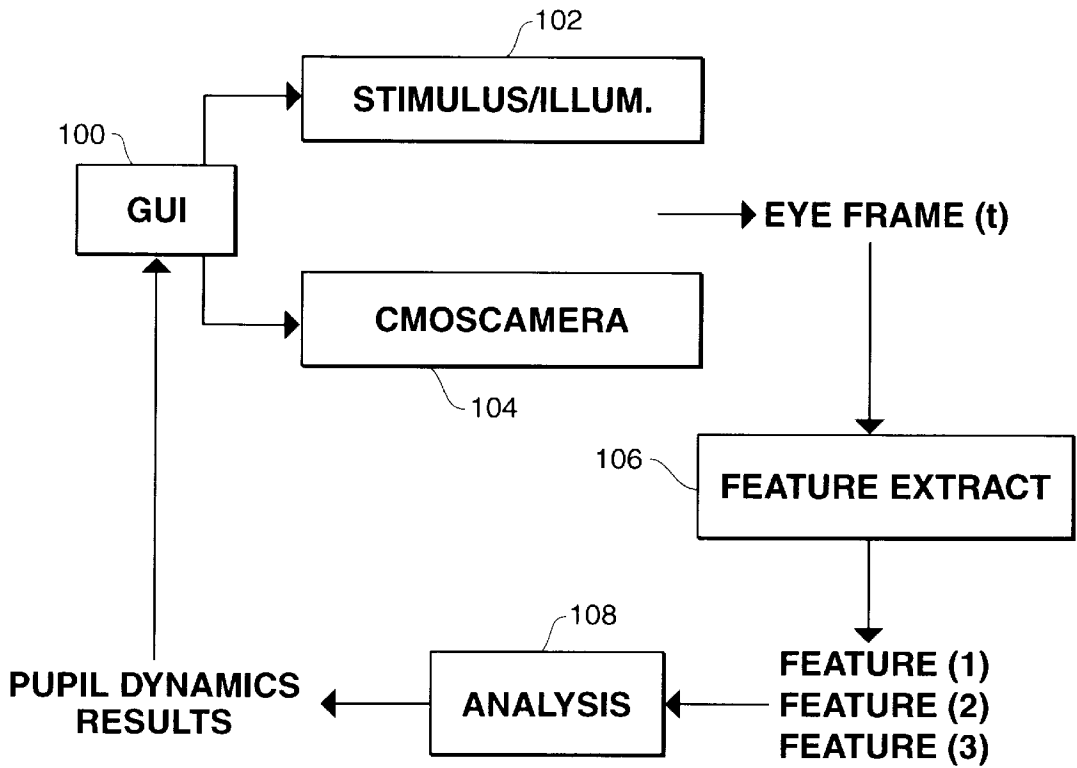 102
STIMULUS/ILLUM.
100
GUI
EYE FRAME (t)
CMOSCAMERA
104
106
FEATURE EXTRACT
108
FEATURE (1)
PUPIL DYNAMICS
RESULTS
ANALYSIS
FEATURE (2)
FEATURE (3)